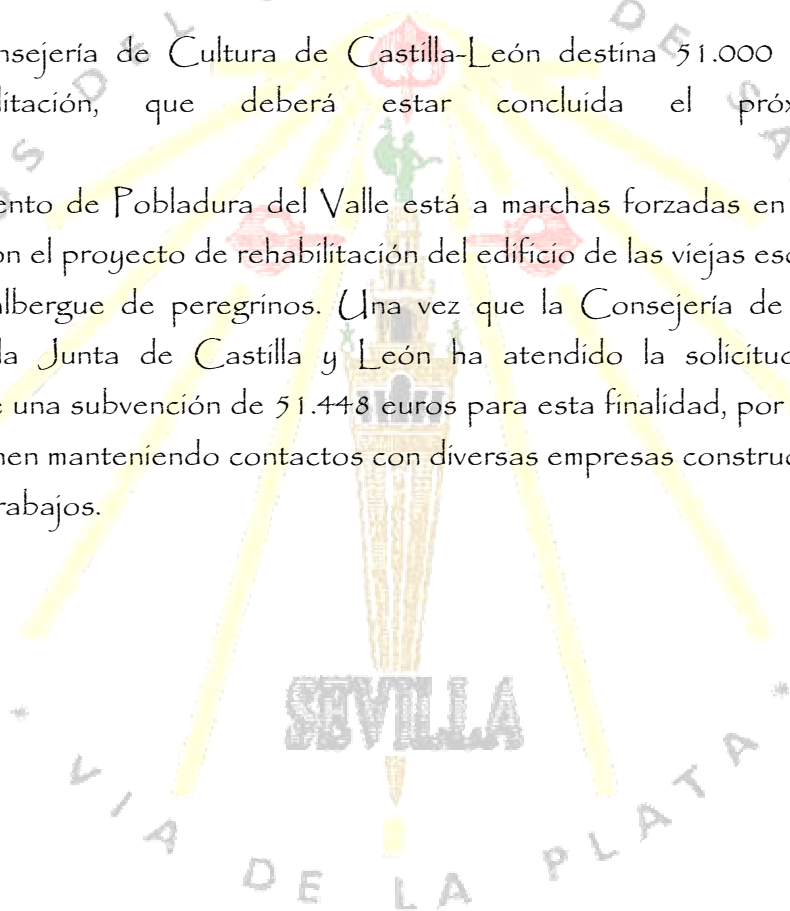 nsejería de Cultura de Castilla-León destina 51.000
litación, que deberá estar concluida el próx
ento de Pobladura del Valle está a marchas forzadas en
on el proyecto de rehabilitación del edificio de las viejas esc
albergue de peregrinos. Una vez que la Consejería de
la Junta de Castilla y León ha atendido la solicitud
e una subvención de 51.448 euros para esta finalidad, por
nen manteniendo contactos con diversas empresas construc
rabajos.
SEVILLA
* VIA DE LA PLATA *